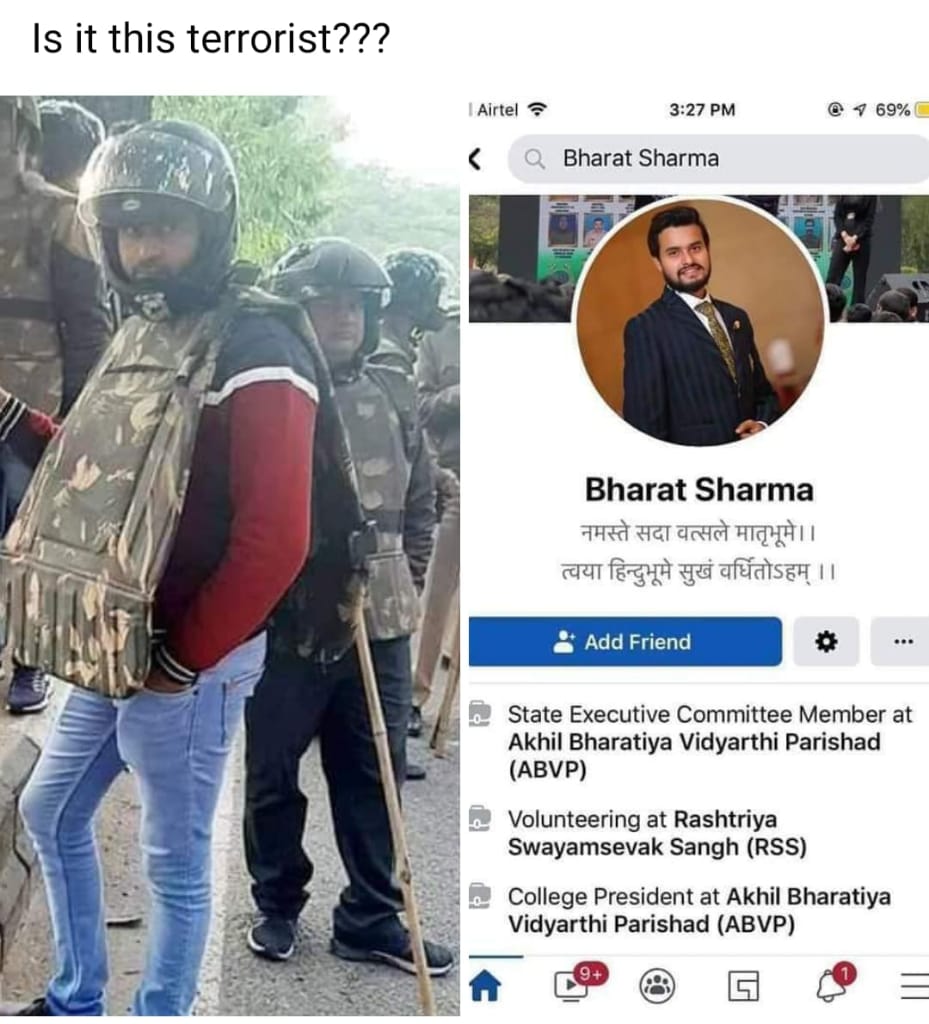 Is it this terrorist???
Airtel 3:27 PM 69%
Bharat Sharma
Bharat Sharma
नमस्ते सदा वत्सले मातृभूमे।।
त्वया हिन्दुभूमे सुखं वर्धितोऽहम् ।।
Add Friend
State Executive Committee Member at
Akhil Bharatiya Vidyarthi Parishad
(ABVP)
Volunteering at Rashtriya
Swayamsevak Sangh (RSS)
College President at Akhil Bharatiya
Vidyarthi Parishad (ABVP)
9+ 1